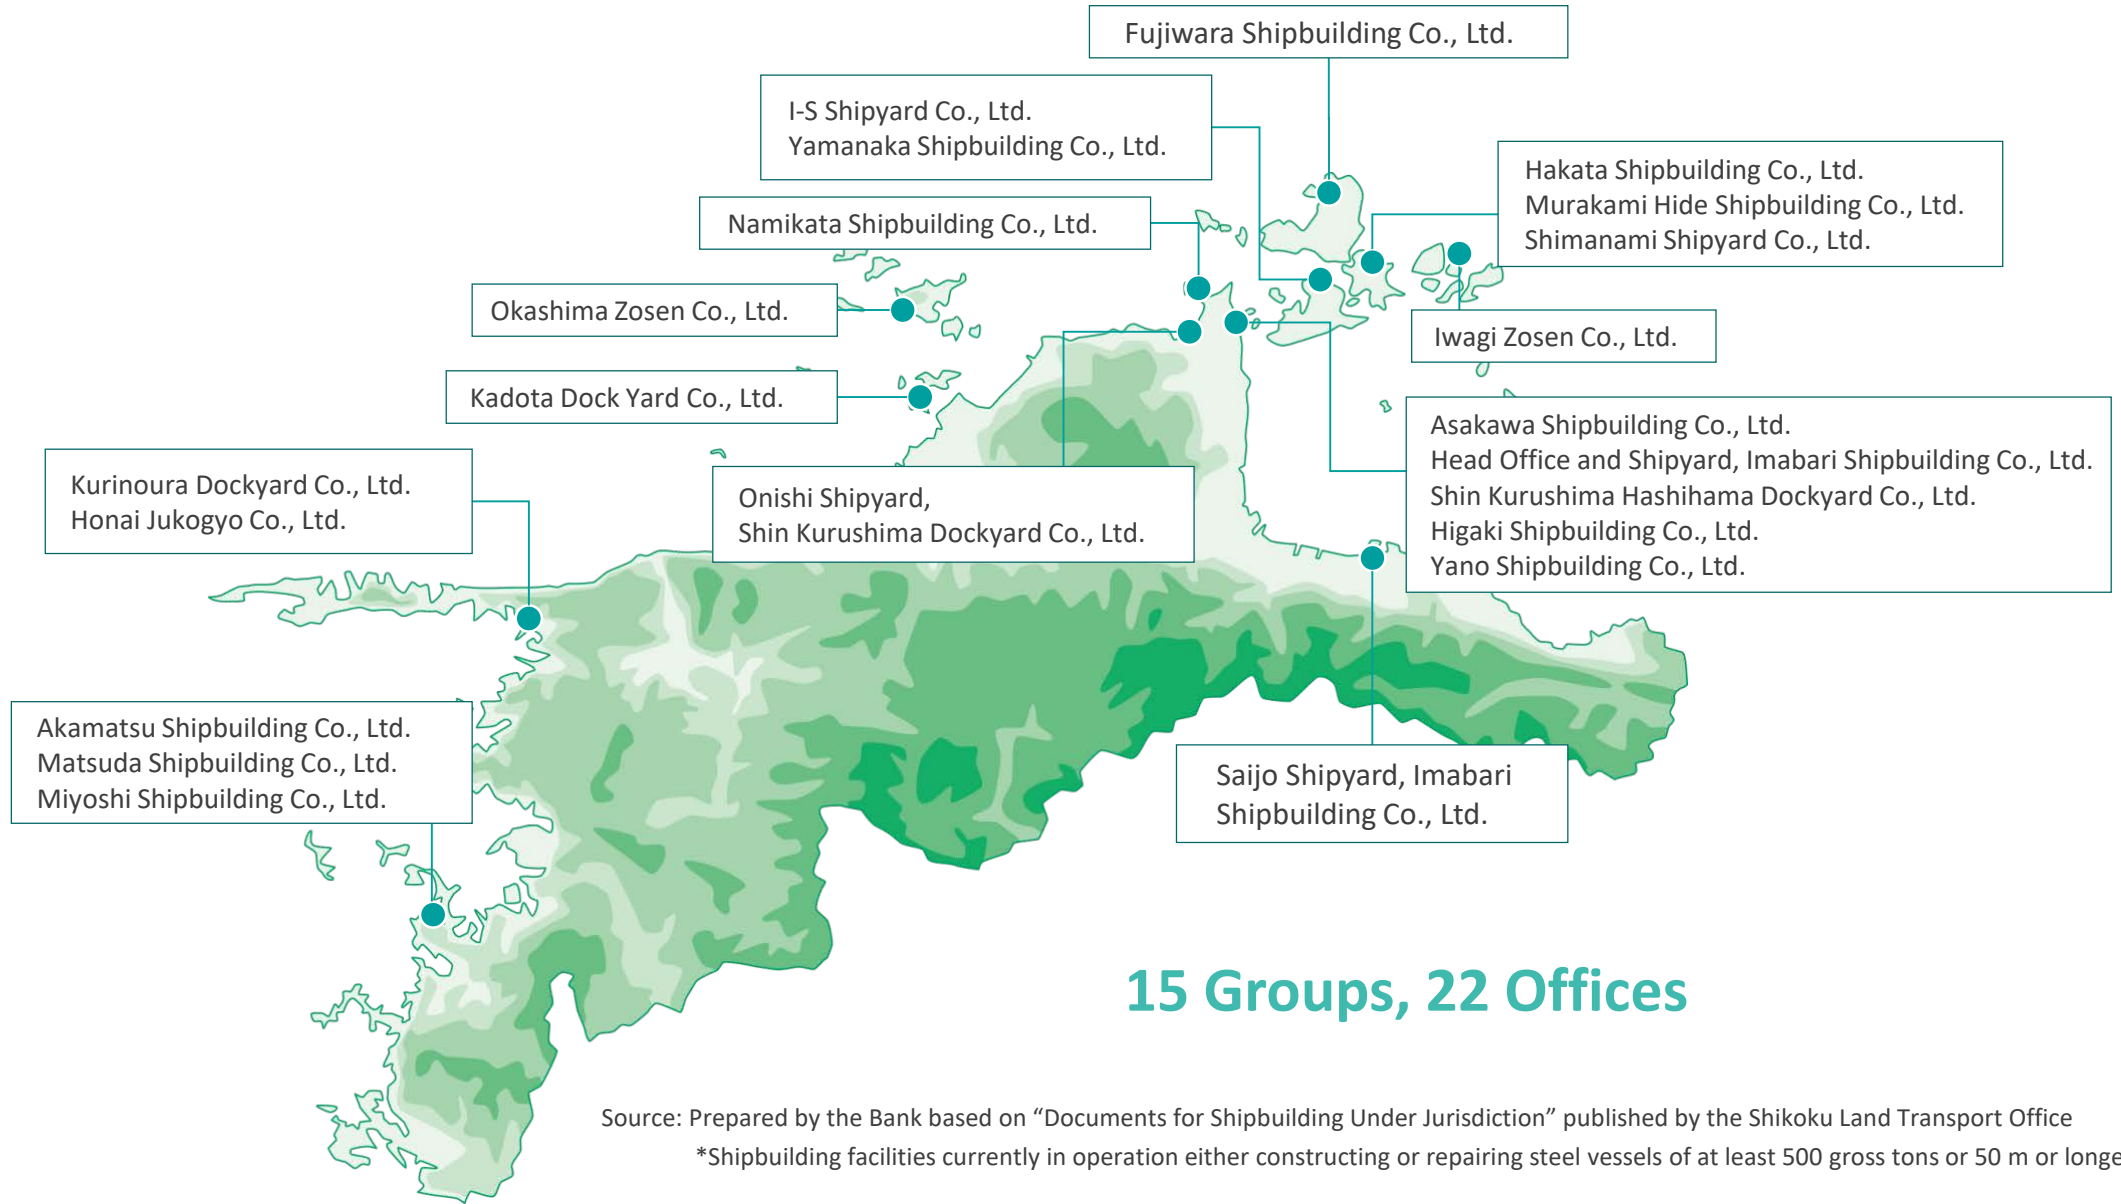 Fujiwara Shipbuilding Co., Ltd.
I-S Shipyard Co., Ltd.
Yamanaka Shipbuilding Co., Ltd.
Hakata Shipbuilding Co., Ltd.
Murakami Hide Shipbuilding Co., Ltd.
Shimanami Shipyard Co., Ltd.
Namikata Shipbuilding Co., Ltd.
Okashima Zosen Co., Ltd.
Iwagi Zosen Co., Ltd.
Kadota Dock Yard Co., Ltd.
Asakawa Shipbuilding Co., Ltd.
Head Office and Shipyard, Imabari Shipbuilding Co., Ltd.
Shin Kurushima Hashihama Dockyard Co., Ltd.
Higaki Shipbuilding Co., Ltd.
Yano Shipbuilding Co., Ltd.
Kurinoura Dockyard Co., Ltd.
Honai Jukogyo Co., Ltd.
Onishi Shipyard,
Shin Kurushima Dockyard Co., Ltd.
Akamatsu Shipbuilding Co., Ltd.
Matsuda Shipbuilding Co., Ltd.
Miyoshi Shipbuilding Co., Ltd.
Saijo Shipyard, Imabari
Shipbuilding Co., Ltd.
15 Groups, 22 Offices
Source: Prepared by the Bank based on “Documents for Shipbuilding Under Jurisdiction” published by the Shikoku Land Transport Office
*Shipbuilding facilities currently in operation either constructing or repairing steel vessels of at least 500 gross tons or 50 m or longe